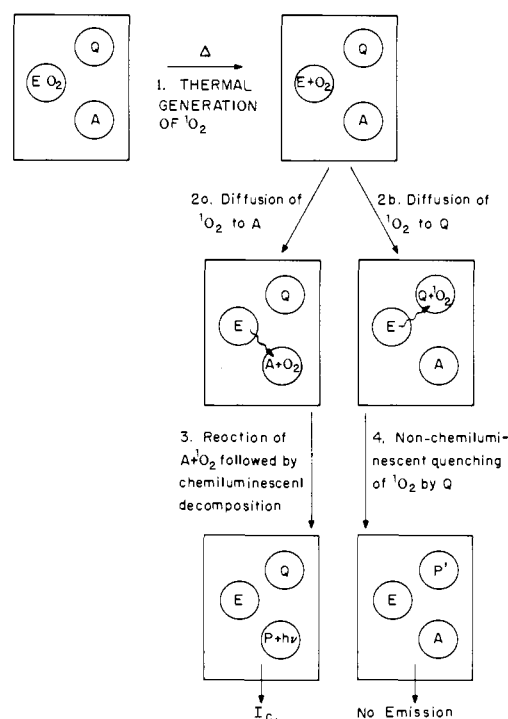 Q
E O₂
A
Δ
1. THERMAL
GENERATION
OF ¹O₂
Q
E+O₂
A
2a. Diffusion of
¹O₂ to A
2b. Diffusion of
¹O₂ to Q
Q
E
A+O₂
Q+¹O₂
E
A
3. Reaction of
A+¹O₂ followed by
chemiluminescent
decomposition
4. Non-chemilumi-
nescent quenching
of ¹O₂ by Q
Q
E
P+hν
P'
E
A
I_c.
No Emission